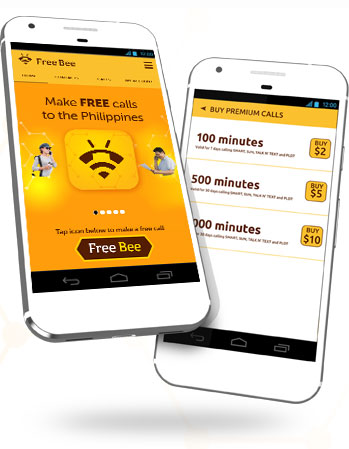 12:00
Free Bee
Make FREE calls
to the Philippines
Tap icon below to make a free call
Free Bee
12:00
BUY PREMIUM CALLS
100 minutes
Valid for 7 days calling SMART, SUN, TALK N' TEXT and PLDT
BUY
$2
500 minutes
Valid for 30 days calling SMART, SUN, TALK N' TEXT and PLDT
BUY
$5
000 minutes
30 days calling SMART, SUN, TALK N' TEXT and PLDT
BUY
$10